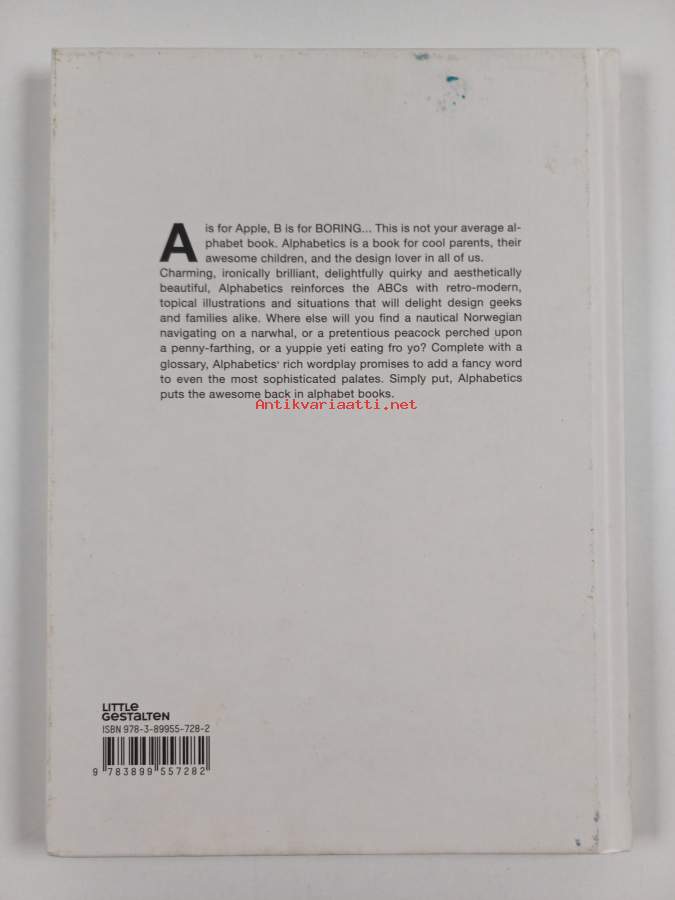 A is for Apple, B is for BORING... This is not your average al-
phabet book. Alphabetics is a book for cool parents, their
awesome children, and the design lover in all of us.
Charming, ironically brilliant, delightfully quirky and aesthetically
beautiful, Alphabetics reinforces the ABCs with retro-modern,
topical illustrations and situations that will delight design geeks
and families alike. Where else will you find a nautical Norwegian
navigating on a narwhal, or a pretentious peacock perched upon
a penny-farthing, or a yuppie yeti eating fro yo? Complete with a
glossary, Alphabetics‘ rich wordplay promises to add a fancy word
to even the most sophisticated palates. Simply put, Alphabetics
puts the awesome back in alphabet books.
Antikvariaatti.net
LITTLE
GESTALTEN
ISBN 978-3-89955-728-2
9 783899 557282